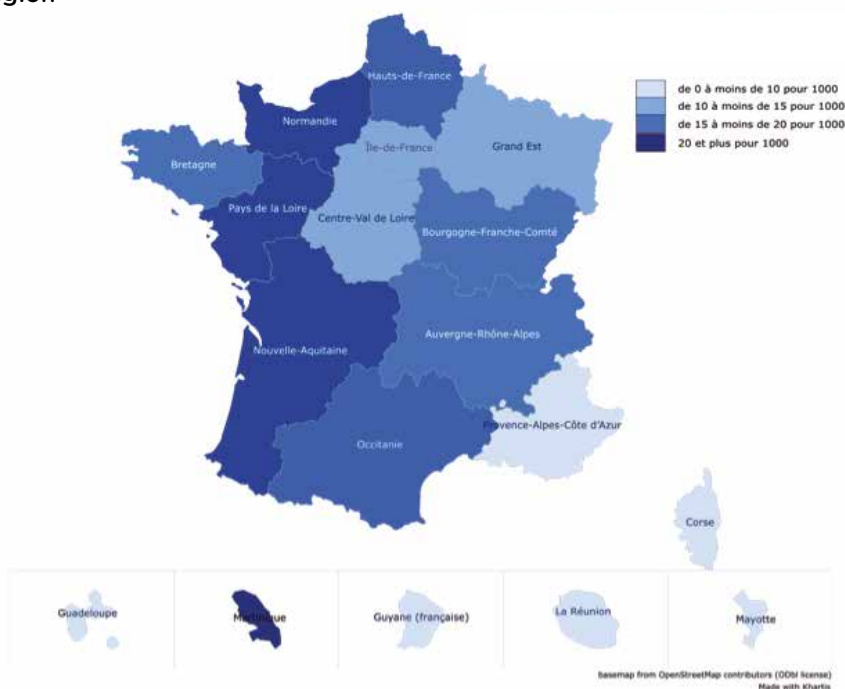 gion
Hauts-de-France
Normandie
Île-de-France
Grand Est
Bretagne
Pays de la Loire
Centre-Val de Loire
Bourgogne-Franche-Comté
Auvergne-Rhône-Alpes
Nouvelle-Aquitaine
Occitanie
Provence-Alpes-Côte d'Azur
Corse
de 0 à moins de 10 pour 1000
de 10 à moins de 15 pour 1000
de 15 à moins de 20 pour 1000
20 et plus pour 1000
Guadeloupe
Martinique
Guyane (française)
La Réunion
Mayotte
basemap from OpenStreetMap contributors (ODbl license)
Made with Khartis